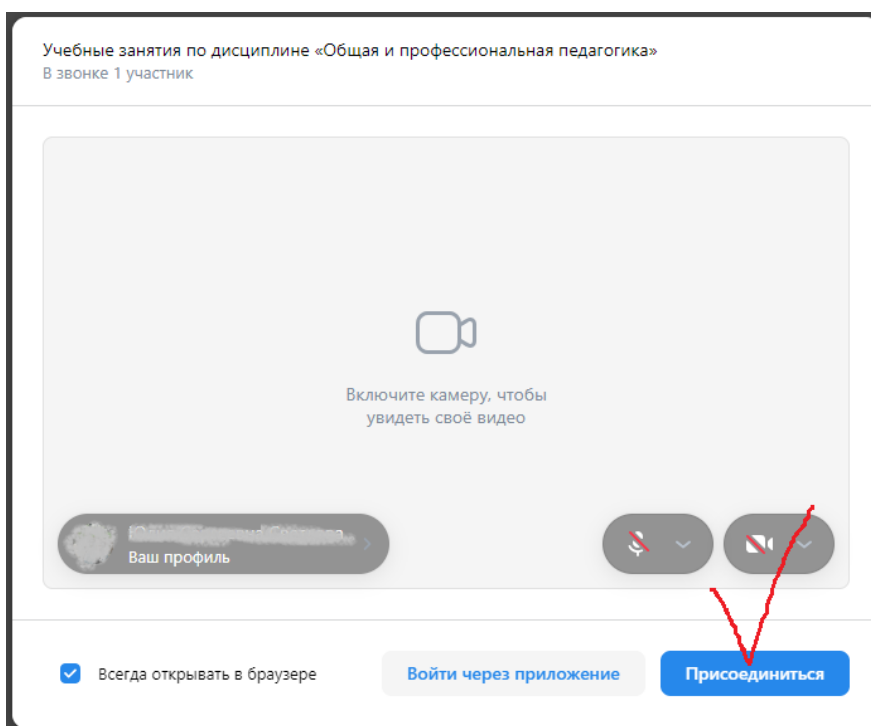 Учебные занятия по дисциплине «Общая и профессиональная педагогика»
В звонке 1 участник
Включите камеру, чтобы
увидеть своё видео
Ваш профиль
Всегда открывать в браузере
Войти через приложение
Присоединиться